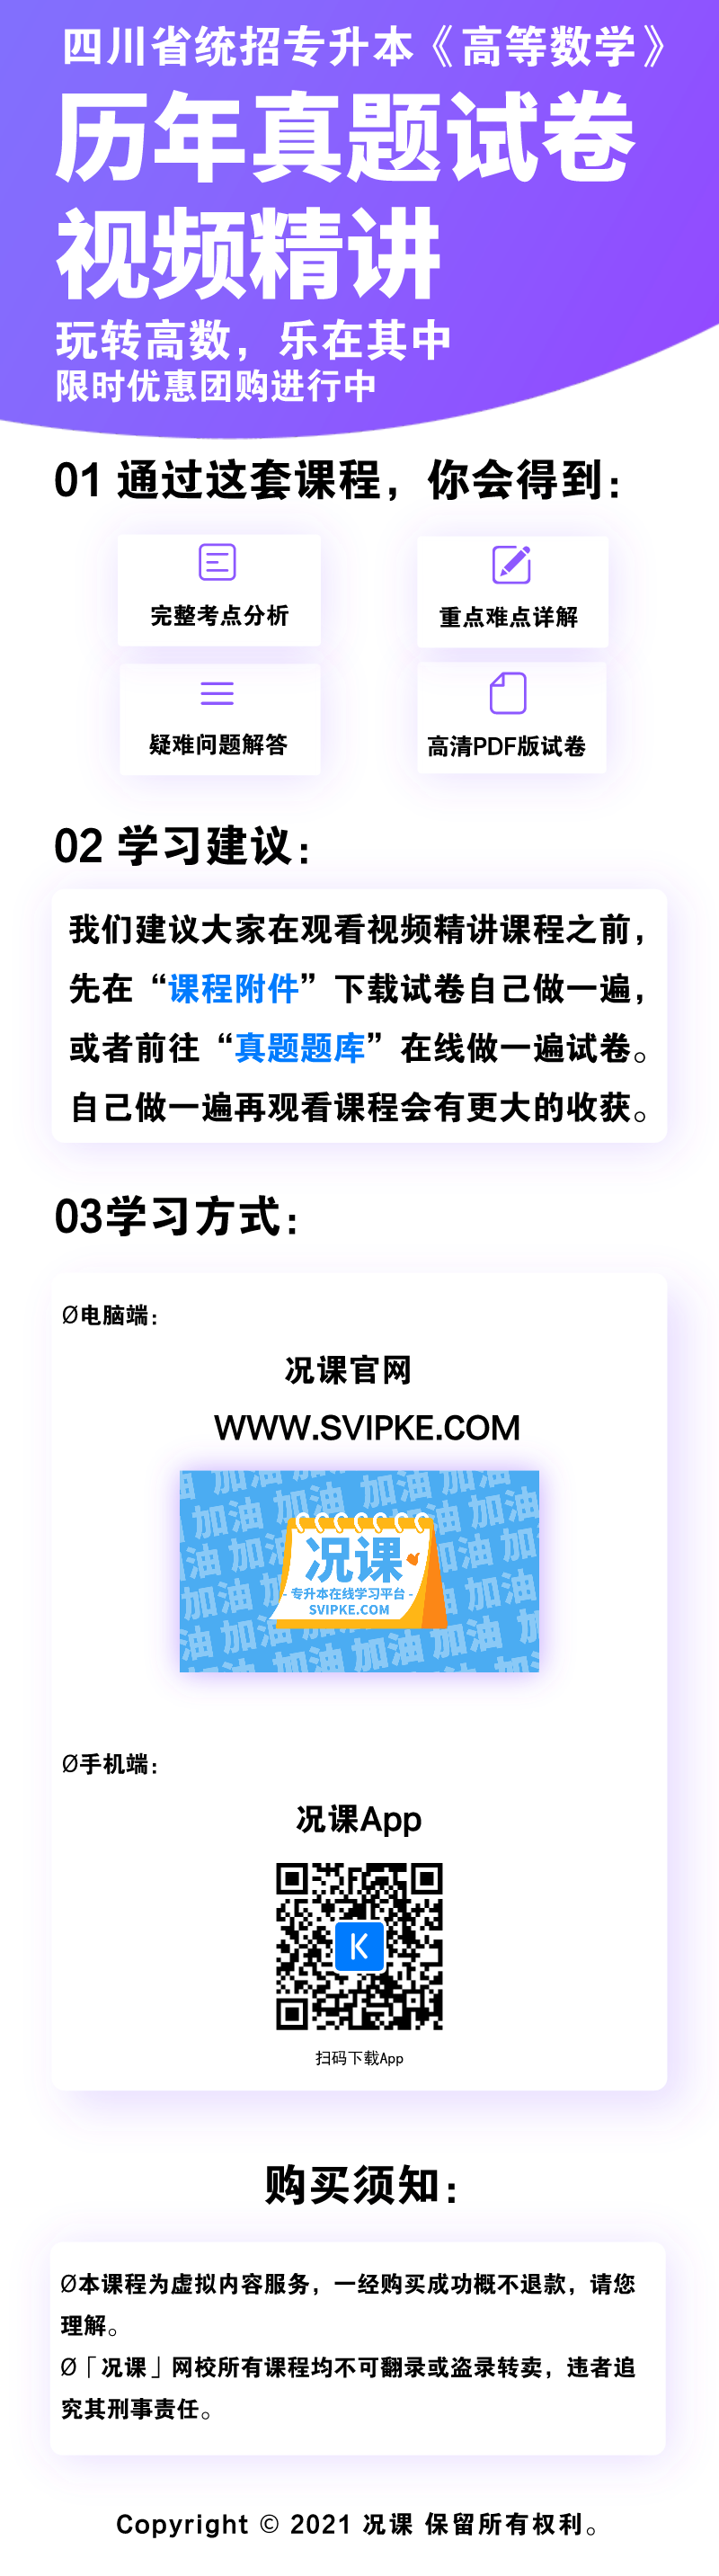 四川省统招专升本《高等数学》
历年真题试卷
视频精讲
玩转高数，乐在其中
限时优惠团购进行中
01 通过这套课程，你会得到：
完整考点分析
重点难点详解
疑难问题解答
高清PDF版试卷
02 学习建议：
我们建议大家在观看视频精讲课程之前，
先在“课程附件”下载试卷自己做一遍，
或者前往“真题题库”在线做一遍试卷。
自己做一遍再观看课程会有更大的收获。
03学习方式：
Ø电脑端：
况课官网
WWW.SVIPKE.COM
加油 加油 加油
加油 加油 加油
况课
- 专升本在线学习平台 -
SVIPKE.COM
加油 加油 加油 加油
Ø手机端：
况课App
K
扫码下载App
购买须知：
Ø本课程为虚拟内容服务，一经购买成功概不退款，请您
理解。
Ø「况课」网校所有课程均不可翻录或盗录转卖，违者追
究其刑事责任。
Copyright © 2021 况课 保留所有权利。